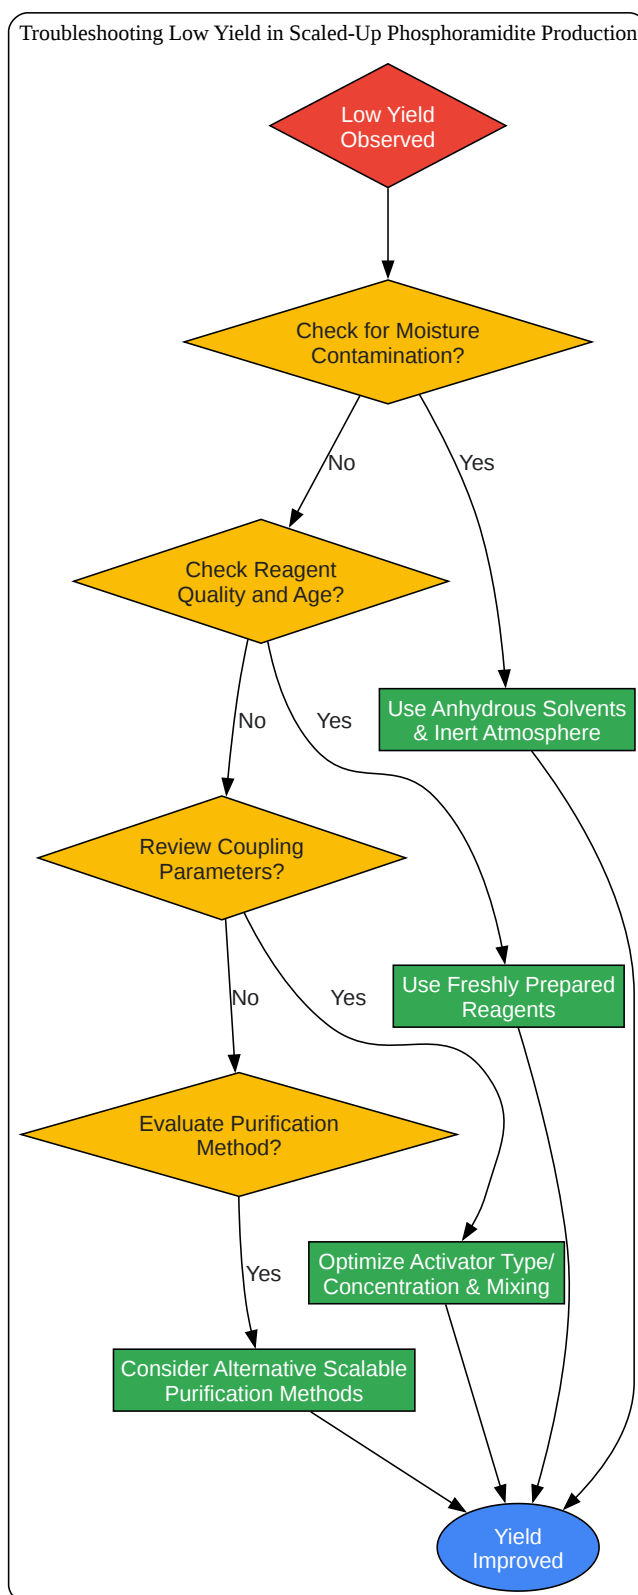 Troubleshooting Low Yield in Scaled-Up Phosphoramidite Production
Low Yield
Observed
Check for Moisture
Contamination?
No
Yes
Check Reagent
Quality and Age?
Use Anhydrous Solvents
& Inert Atmosphere
No
Yes
Review Coupling
Parameters?
Use Freshly Prepared
Reagents
No
Yes
Evaluate Purification
Method?
Optimize Activator Type/
Concentration & Mixing
Yes
Consider Alternative Scalable
Purification Methods
Yield
Improved